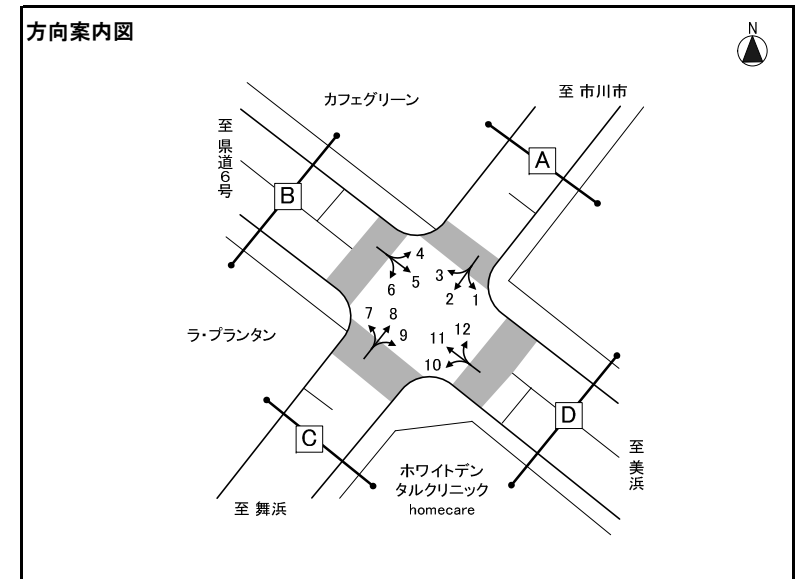 方向案内図
N
カフェグリーン
至 市川市
至県道6号
A
B
4
3
5
6
2
1
7
8
12
9
11
10
ラ・プランタン
D
C
至美浜
ホワイトデン
タルクリニック
homecare
至 舞浜